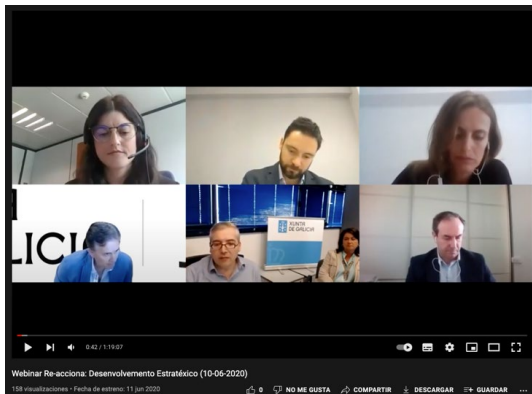 LICIA
XUNTA
DE GALICIA
0:42 / 1:19:07
Webinar Re-acciona: Desenvolvemento Estratéxico (10-06-2020)
158 visualizaciones • Fecha de estreno: 11 jun 2020
0
NO ME GUSTA
COMPARTIR
DESCARGAR
GUARDAR
...